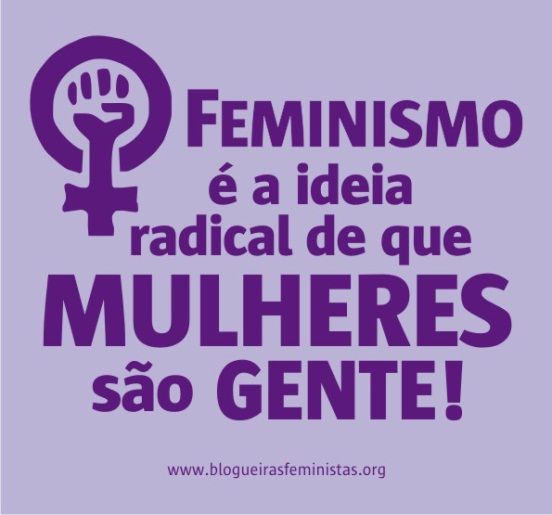 FEMINISMO
é a ideia
radical de que
MULHERES
são GENTE!
www.blogueirasfeministas.org